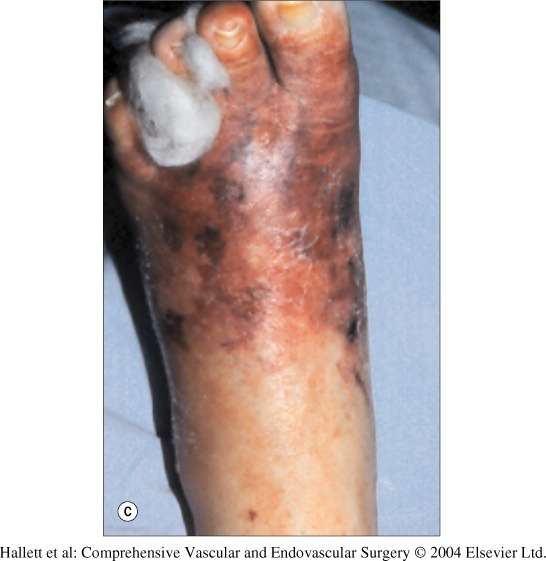 C
Hallett et al: Comprehensive Vascular and Endovascular Surgery © 2004 Elsevier Ltd.